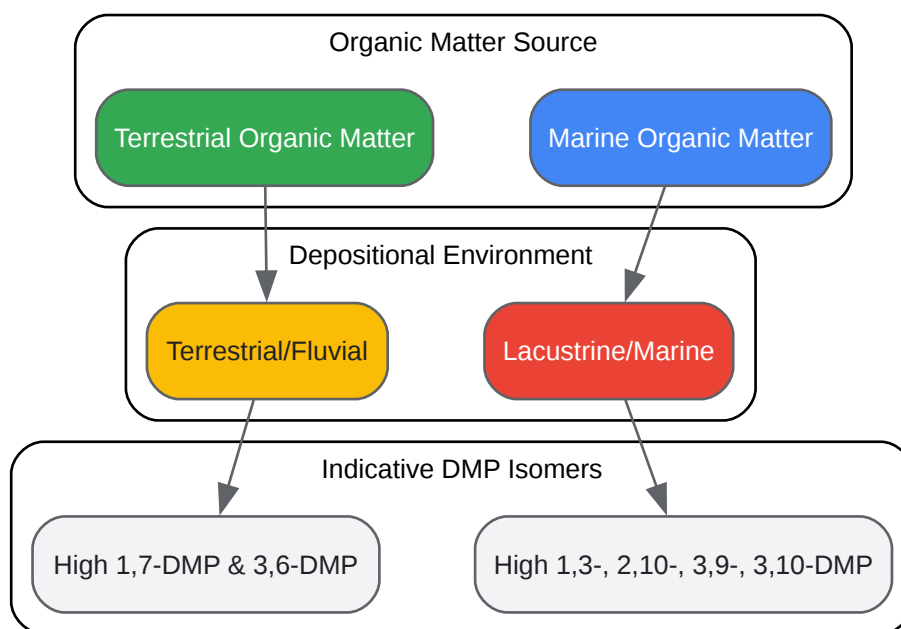 Organic Matter Source
Terrestrial Organic Matter
Marine Organic Matter
Depositional Environment
Terrestrial/Fluvial
Lacustrine/Marine
Indicative DMP Isomers
High 1,7-DMP & 3,6-DMP
High 1,3-, 2,10-, 3,9-, 3,10-DMP